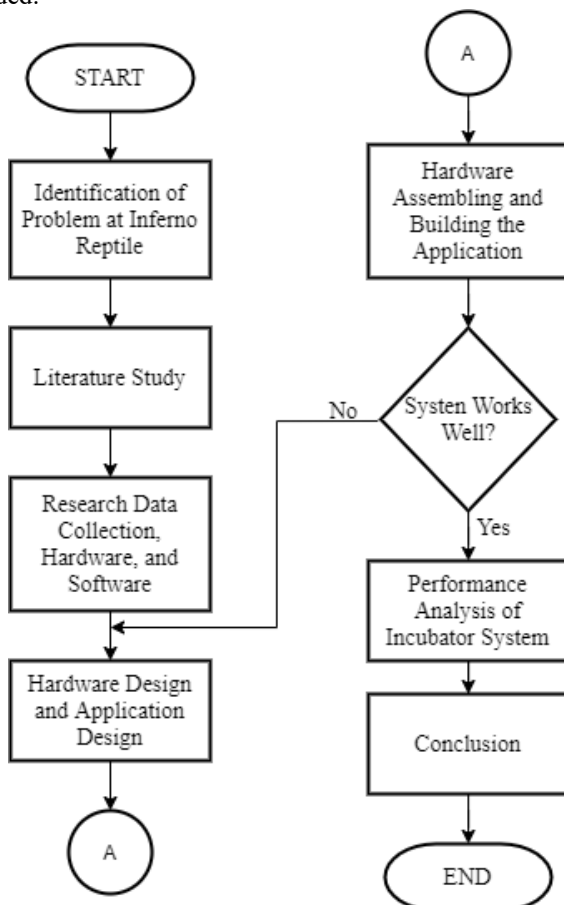 START
Identification of
Problem at Inferno
Reptile
Literature Study
Research Data
Collection,
Hardware, and
Software
Hardware Design
and Application
Design
A
A
Hardware
Assembling and
Building the
Application
Systen Works
Well?
No
Yes
Performance
Analysis of
Incubator System
Conclusion
END